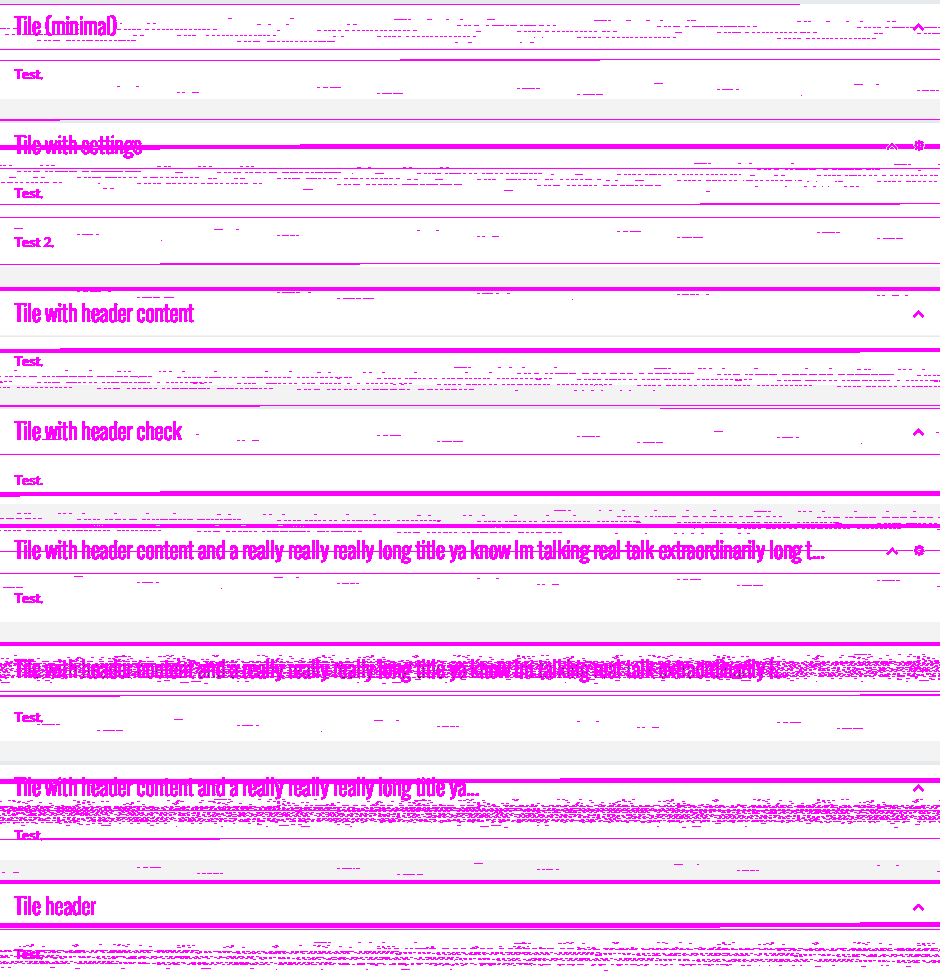 Tile (minimal)
Test.
Tile with settings
Test.
Test 2.
Tile with header content
Test.
Tile with header check
Test.
Tile with header content and a really really really long title ya know Im talking real talk extraordinarily long t...
Test.
Tile with header content and a really really really long title ya know Im talking real talk extraordinarily l...
Test.
Tile with header content and a really really really long title ya...
Test.
Tile header
Test.